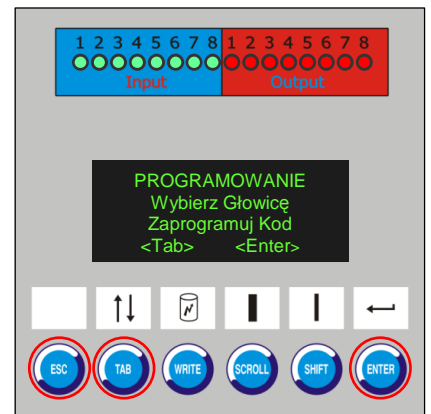 1 2 3 4 5 6 7 8 1 2 3 4 5 6 7 8
Input Output
PROGRAMOWANIE
Wybierz Głowicę
Zaprogramuj Kod
<Tab> <Enter>
ESC TAB WRITE SCROLL SHIFT ENTER